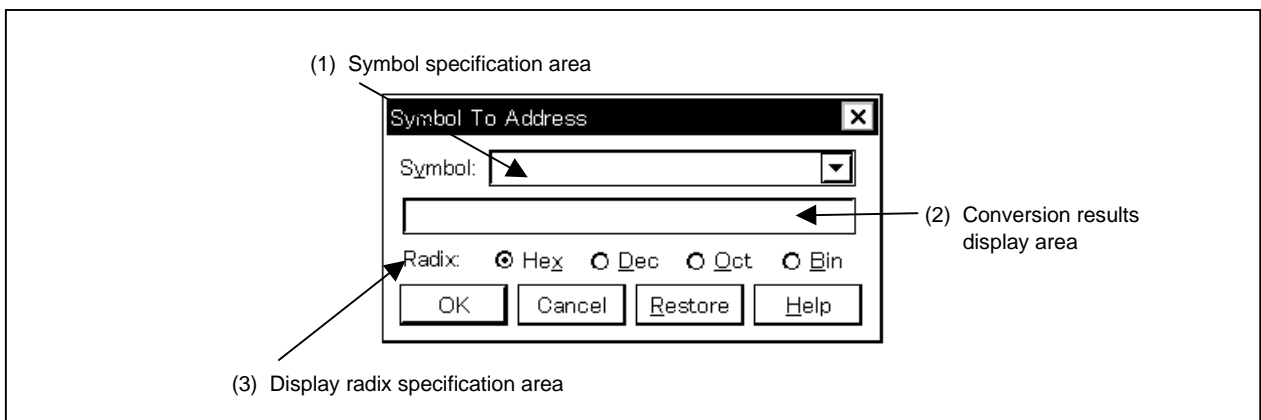 (1) Symbol specification area
Symbol To Address
Symbol:
(2) Conversion results
display area
Radix: Hex Dec Oct Bin
OK Cancel Restore Help
(3) Display radix specification area